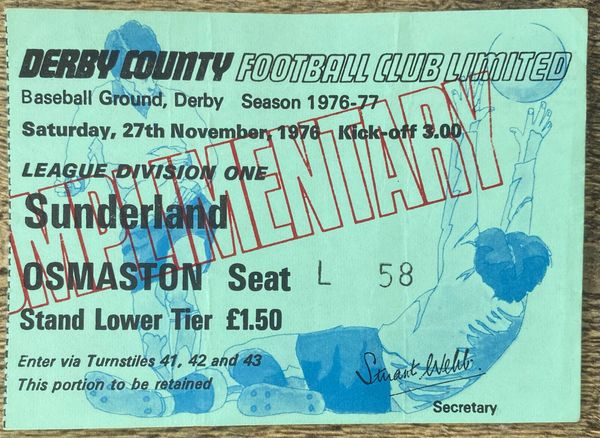 DERBY COUNTY FOOTBALL CLUB LIMITED
Baseball Ground, Derby Season 1976-77
Saturday, 27th November, 1976 Kick-off 3.00
LEAGUE DIVISION ONE
Sunderland
OMPLIMENTARY
OSMASTON Seat L 58
Stand Lower Tier £1.50
Enter via Turnstiles 41, 42 and 43
This portion to be retained
Stuart Webb
Secretary